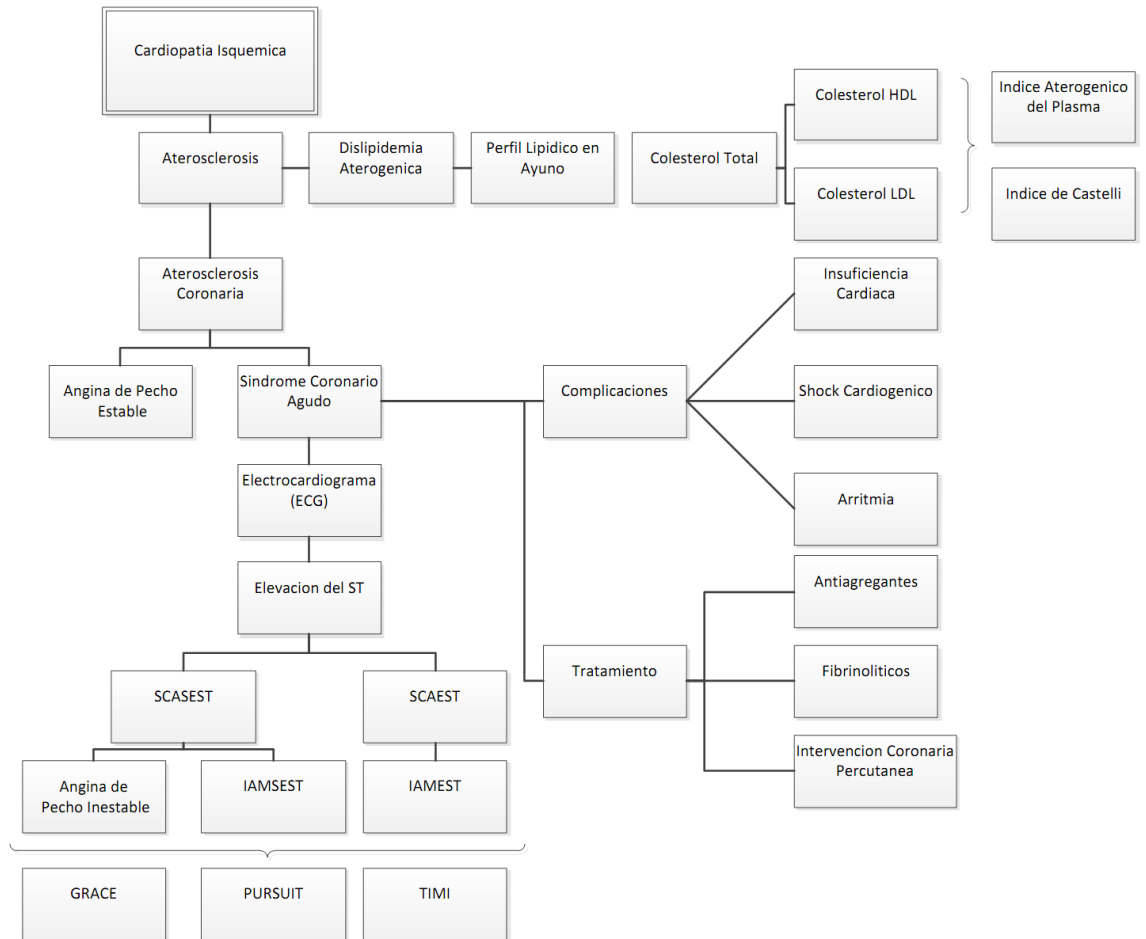 Cardiopatia Isquemica
Aterosclerosis
Dislipidemia
Aterogenica
Perfil Lipidico en
Ayuno
Colesterol Total
Colesterol HDL
Colesterol LDL
Indice Aterogenico
del Plasma
Indice de Castelli
Aterosclerosis
Coronaria
Angina de Pecho
Estable
Sindrome Coronario
Agudo
Complicaciones
Insuficiencia
Cardiaca
Shock Cardiogenico
Arritmia
Electrocardiograma
(ECG)
Elevacion del ST
Tratamiento
Antiagregantes
Fibrinoliticos
Intervencion Coronaria
Percutanea
SCASEST
SCAEST
Angina de
Pecho Inestable
IAMSEST
IAMEST
GRACE
PURSUIT
TIMI